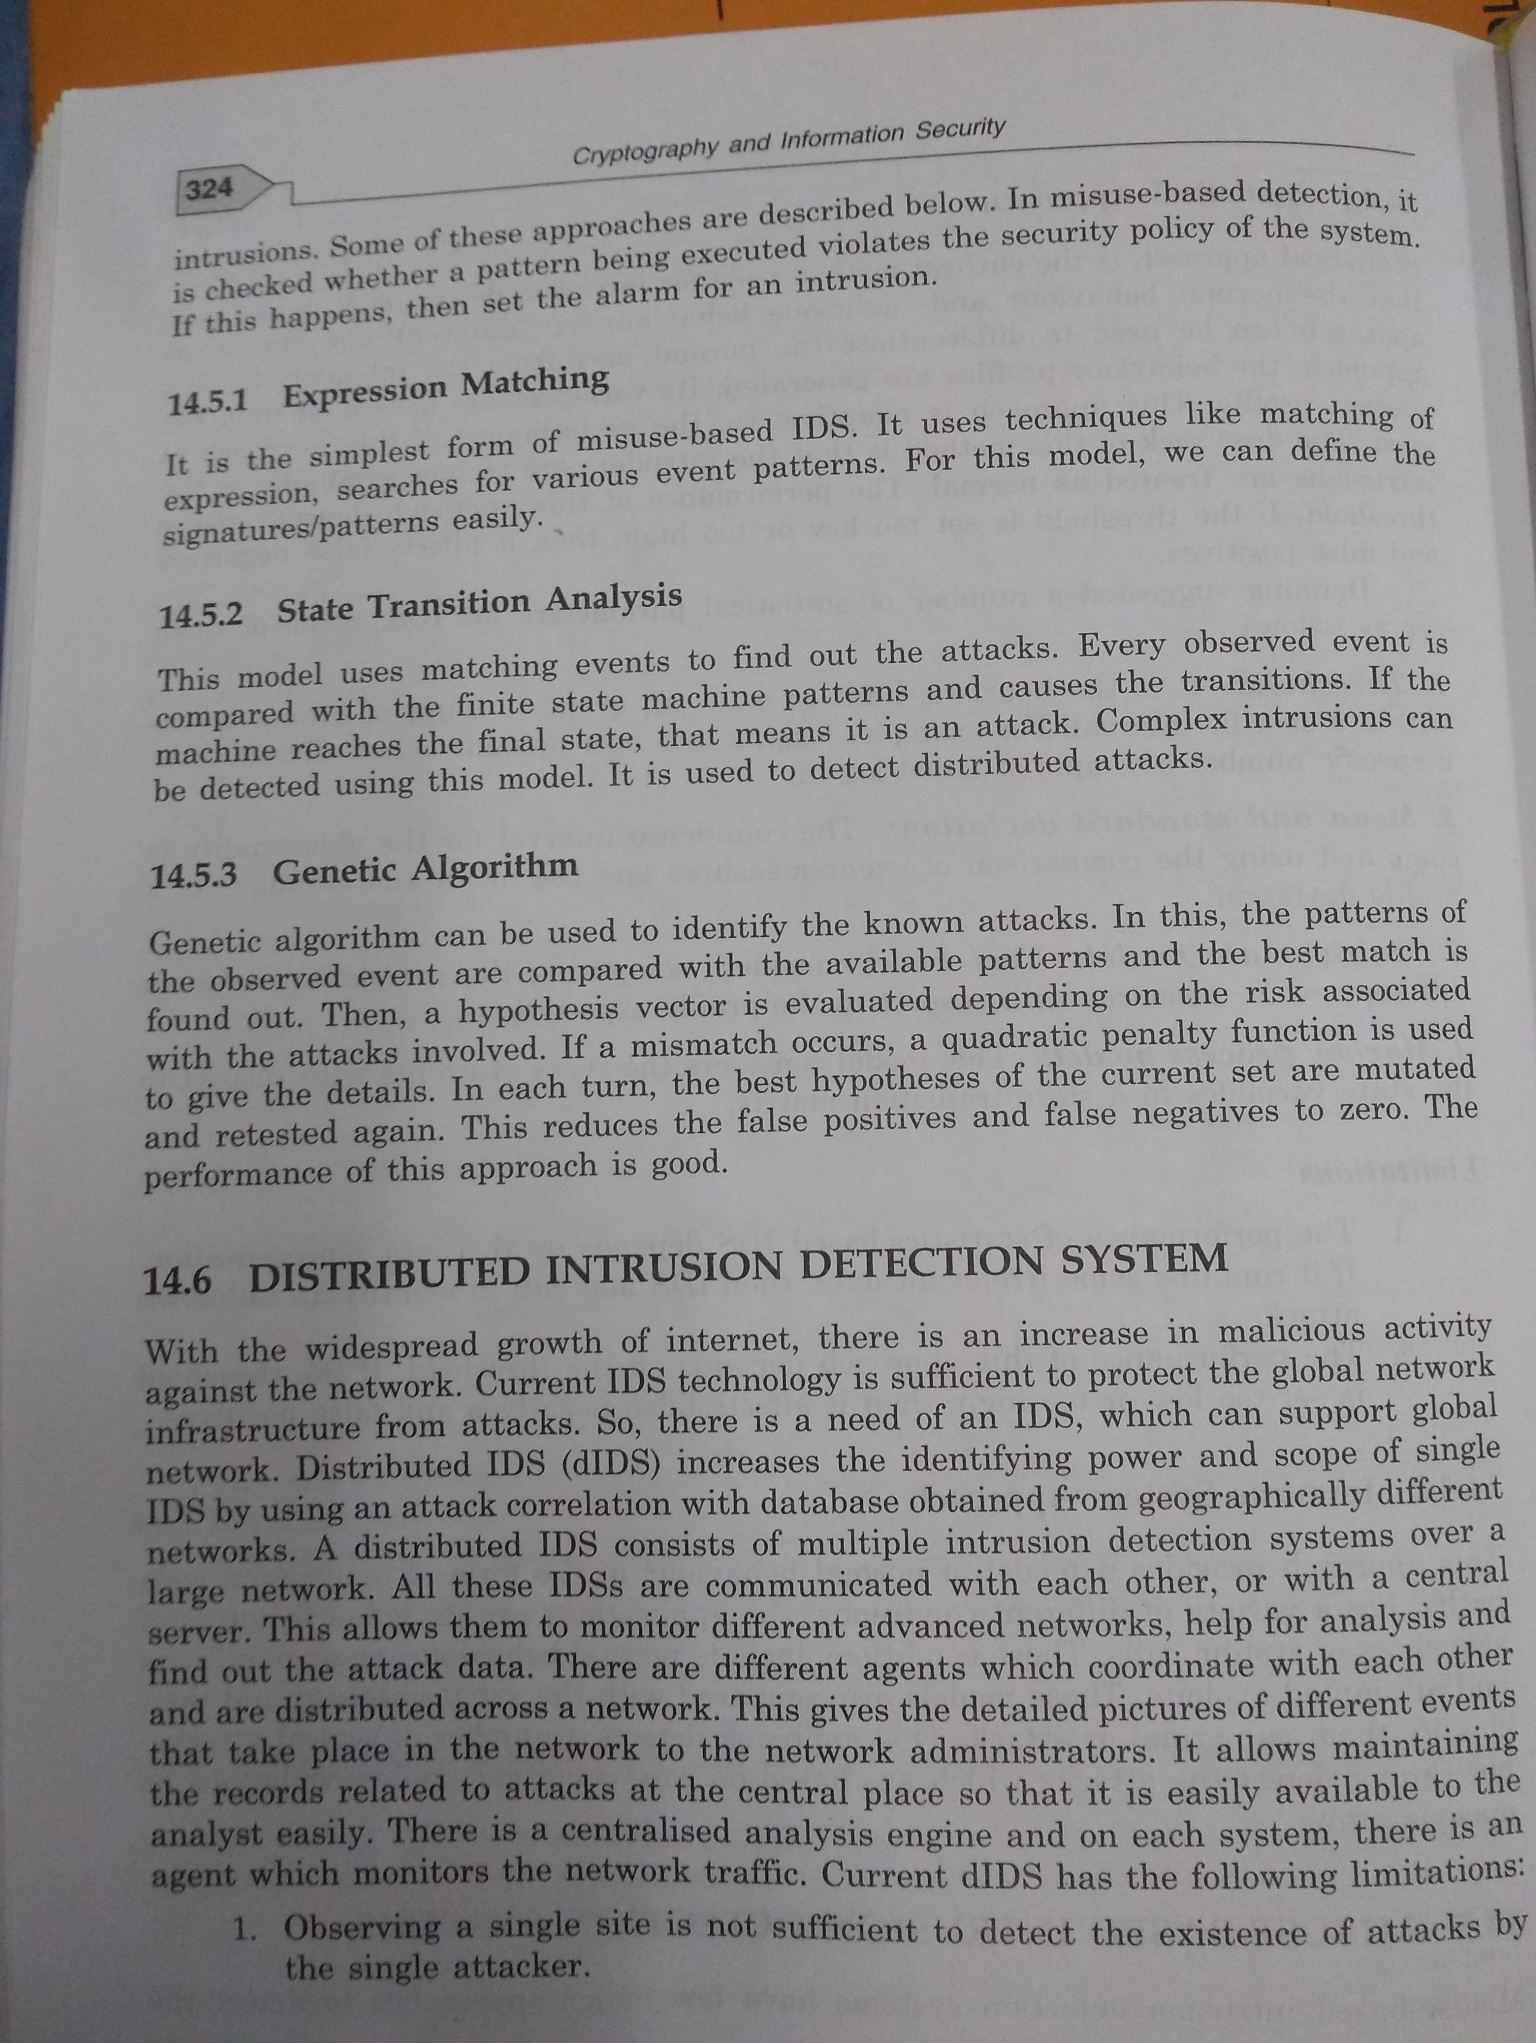 Cryptography and Information Security
324
intrusions. Some of these approaches are described below. In misuse-based detection, it
is checked whether a pattern being executed violates the security policy of the system.
If this happens, then set the alarm for an intrusion.
14.5.1 Expression Matching
It is the simplest form of misuse-based IDS. It uses techniques like matching of
expression, searches for various event patterns. For this model, we can define the
signatures/patterns easily.
14.5.2 State Transition Analysis
This model uses matching events to find out the attacks. Every observed event is
compared with the finite state machine patterns and causes the transitions. If the
machine reaches the final state, that means it is an attack. Complex intrusions can
be detected using this model. It is used to detect distributed attacks.
14.5.3 Genetic Algorithm
Genetic algorithm can be used to identify the known attacks. In this, the patterns of
the observed event are compared with the available patterns and the best match is
found out. Then, a hypothesis vector is evaluated depending on the risk associated
with the attacks involved. If a mismatch occurs, a quadratic penalty function is used
to give the details. In each turn, the best hypotheses of the current set are mutated
and retested again. This reduces the false positives and false negatives to zero. The
performance of this approach is good.
14.6 DISTRIBUTED INTRUSION DETECTION SYSTEM
With the widespread growth of internet, there is an increase in malicious activity
against the network. Current IDS technology is sufficient to protect the global network
infrastructure from attacks. So, there is a need of an IDS, which can support global
network. Distributed IDS (dIDS) increases the identifying power and scope of single
IDS by using an attack correlation with database obtained from geographically different
networks. A distributed IDS consists of multiple intrusion detection systems over a
large network. All these IDSs are communicated with each other, or with a central
server. This allows them to monitor different advanced networks, help for analysis and
find out the attack data. There are different agents which coordinate with each other
and are distributed across a network. This gives the detailed pictures of different events
that take place in the network to the network administrators. It allows maintaining
the records related to attacks at the central place so that it is easily available to the
analyst easily. There is a centralised analysis engine and on each system, there is an
agent which monitors the network traffic. Current dIDS has the following limitations:
1. Observing a single site is not sufficient to detect the existence of attacks by
the single attacker.